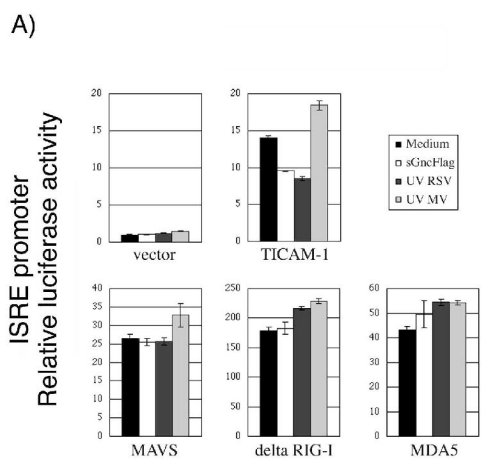 A)
ISRE promoter
Relative luciferase activity
20
15
10
5
0
vector
20
15
10
5
0
TICAM-1
Medium
sGncFlag
UV RSV
UV MV
40
35
30
25
20
15
10
5
0
MAVS
250
200
150
100
50
0
delta RIG-I
60
50
40
30
20
10
0
MDA5